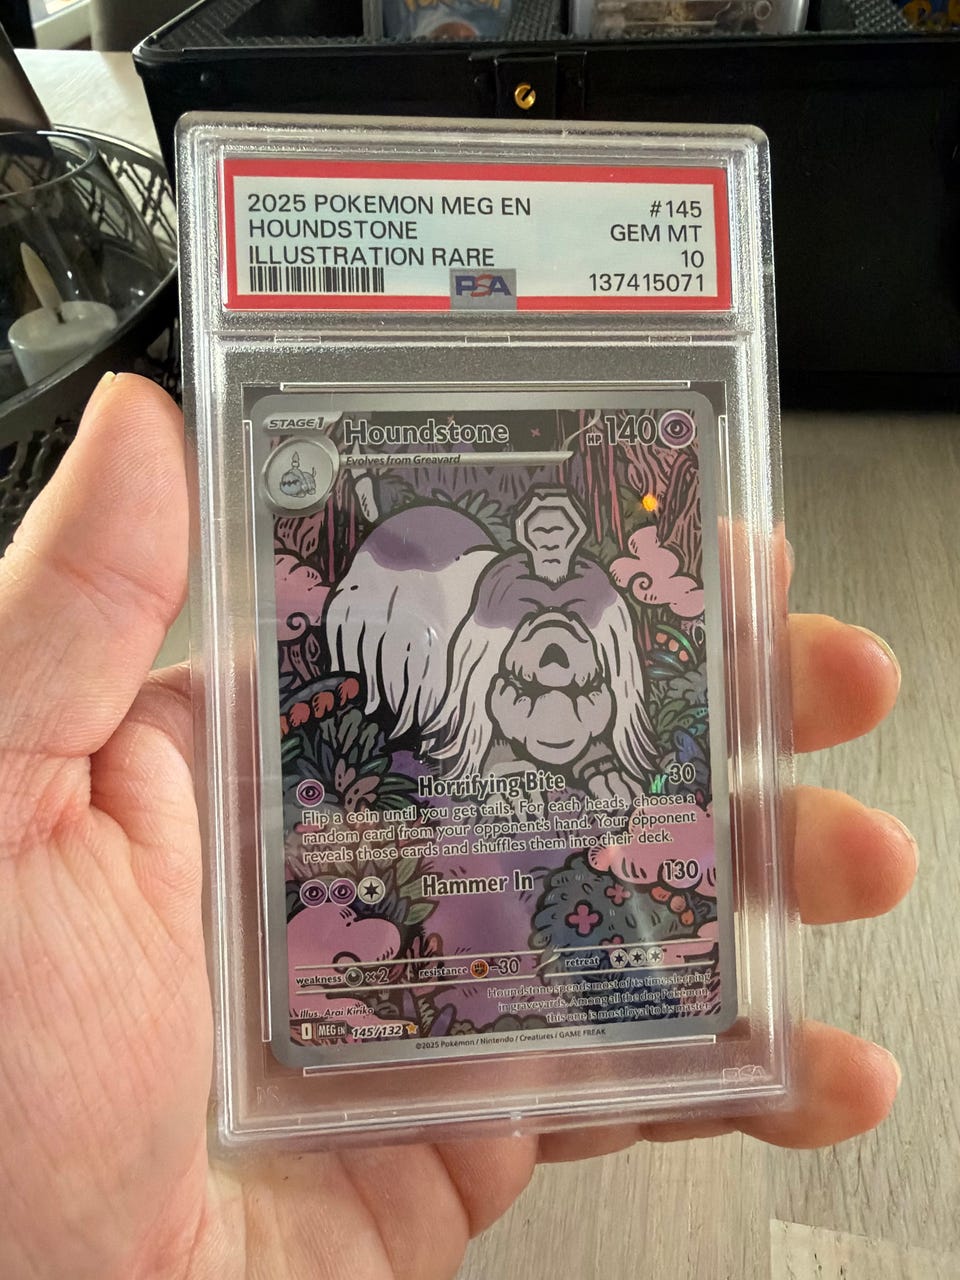 2025 POKEMON MEG EN
#145
HOUNDSTONE
GEM MT
ILLUSTRATION RARE
10
PSA
137415071
STAGE 1
Houndstone
HP 140
Evolves from Greavard
Horrifying Bite
30
Flip a coin until you get tails. For each heads, choose a
random card from your opponent's hand. Your opponent
reveals those cards and shuffles them into their deck.
Hammer In
130
weakness ×2
resistance -30
retreat
Houndstone spends most of its time sleeping
in graveyards. Among all the dog Pokémon,
this one is most loyal to its master.
Illus. Arai Kiriko
I MEG EN 145/132
©2025 Pokémon / Nintendo / Creatures / GAME FREAK
PSA